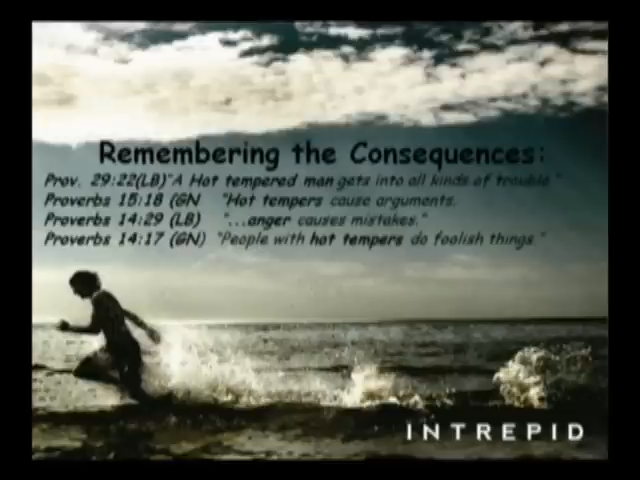 Remembering the Consequences:
Prov. 29:22(LB)"A Hot tempered man gets into all kinds of trouble."
Proverbs 15:18 (GN "Hot tempers cause arguments.
Proverbs 14:29 (LB) "...anger causes mistakes."
Proverbs 14:17 (GN) "People with hot tempers do foolish things."
INTREPID